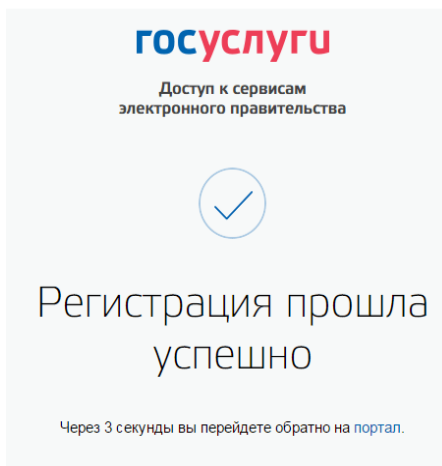 госуслуги
Доступ к сервисам
электронного правительства
Регистрация прошла
успешно
Через 3 секунды вы перейдете обратно на портал.